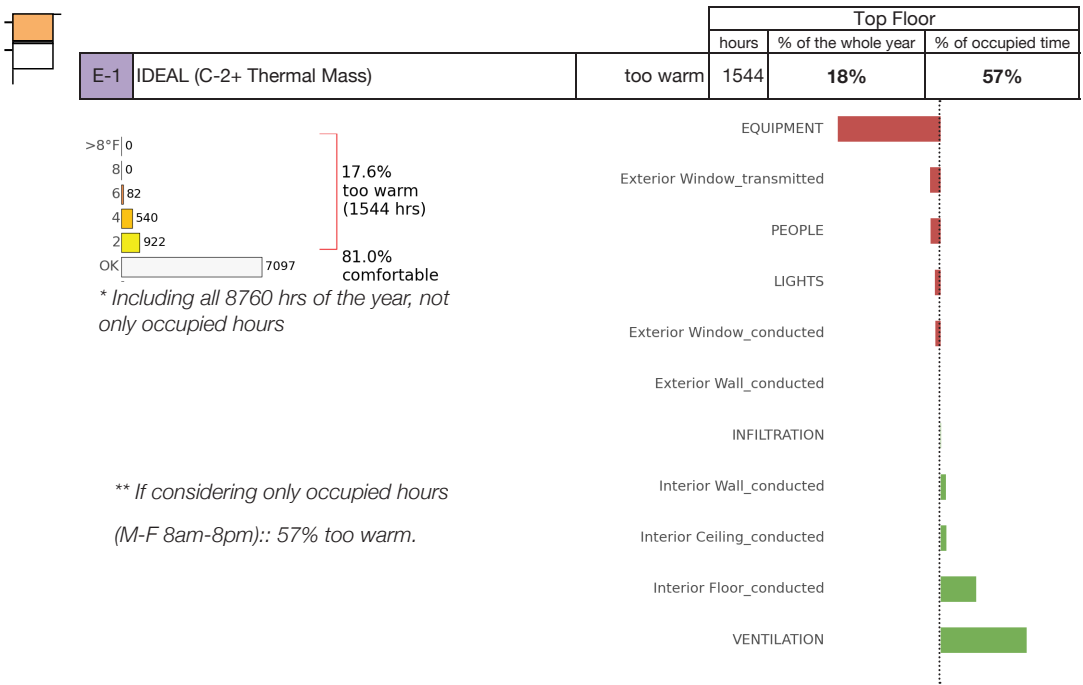 Top Floor
hours % of the whole year % of occupied time
E-1 IDEAL (C-2+ Thermal Mass) too warm 1544 18% 57%
>8°F 0
8 0
6 82
4 540
2 922
OK 7097
17.6%
too warm
(1544 hrs)
81.0%
comfortable
* Including all 8760 hrs of the year, not
only occupied hours
** If considering only occupied hours
(M-F 8am-8pm):: 57% too warm.
EQUIPMENT
Exterior Window_transmitted
PEOPLE
LIGHTS
Exterior Window_conducted
Exterior Wall_conducted
INFILTRATION
Interior Wall_conducted
Interior Ceiling_conducted
Interior Floor_conducted
VENTILATION